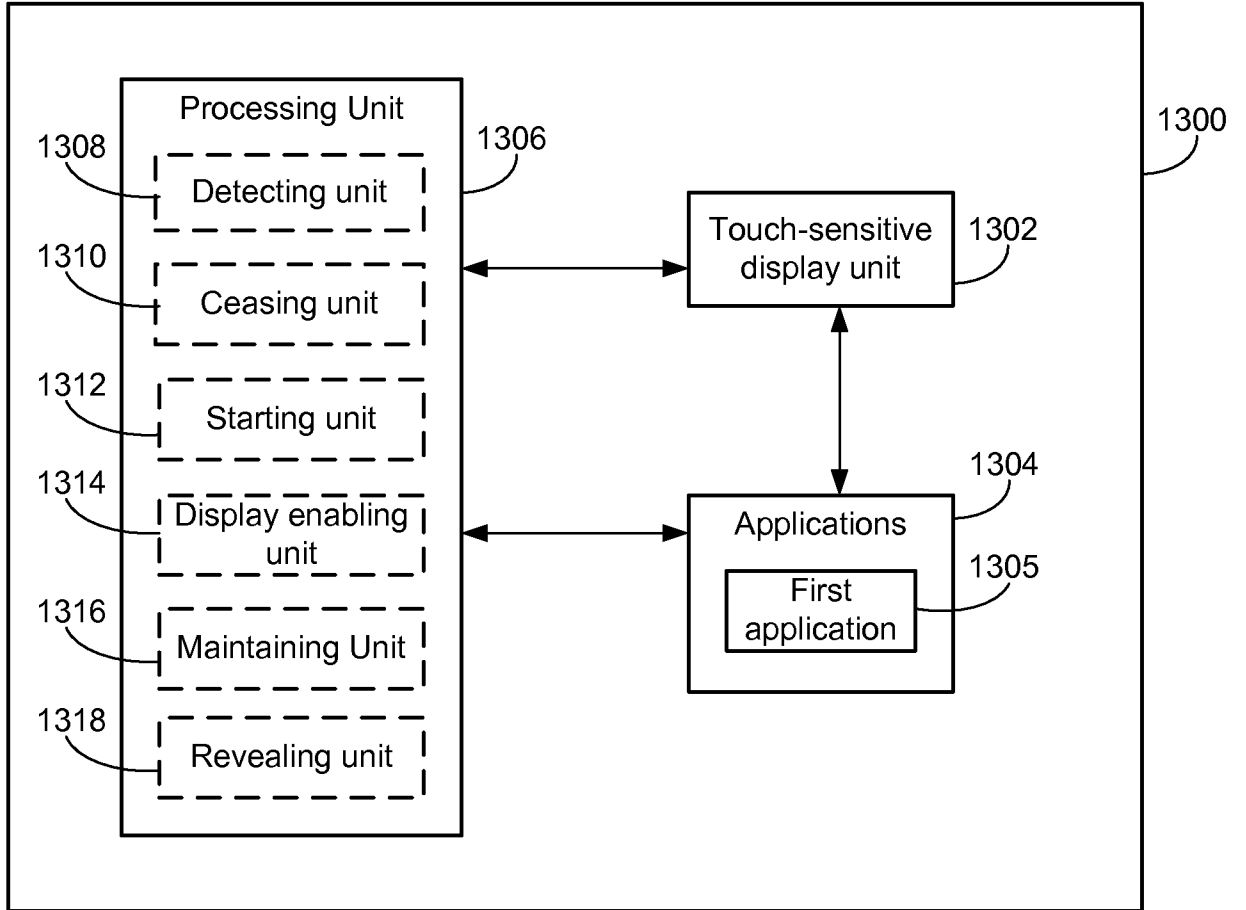 Processing Unit
1308
Detecting unit
1306
1310
Ceasing unit
1312
Starting unit
1314
Display enabling
unit
1316
Maintaining Unit
1318
Revealing unit
1300
Touch-sensitive
display unit
1302
1304
Applications
1305
First
application